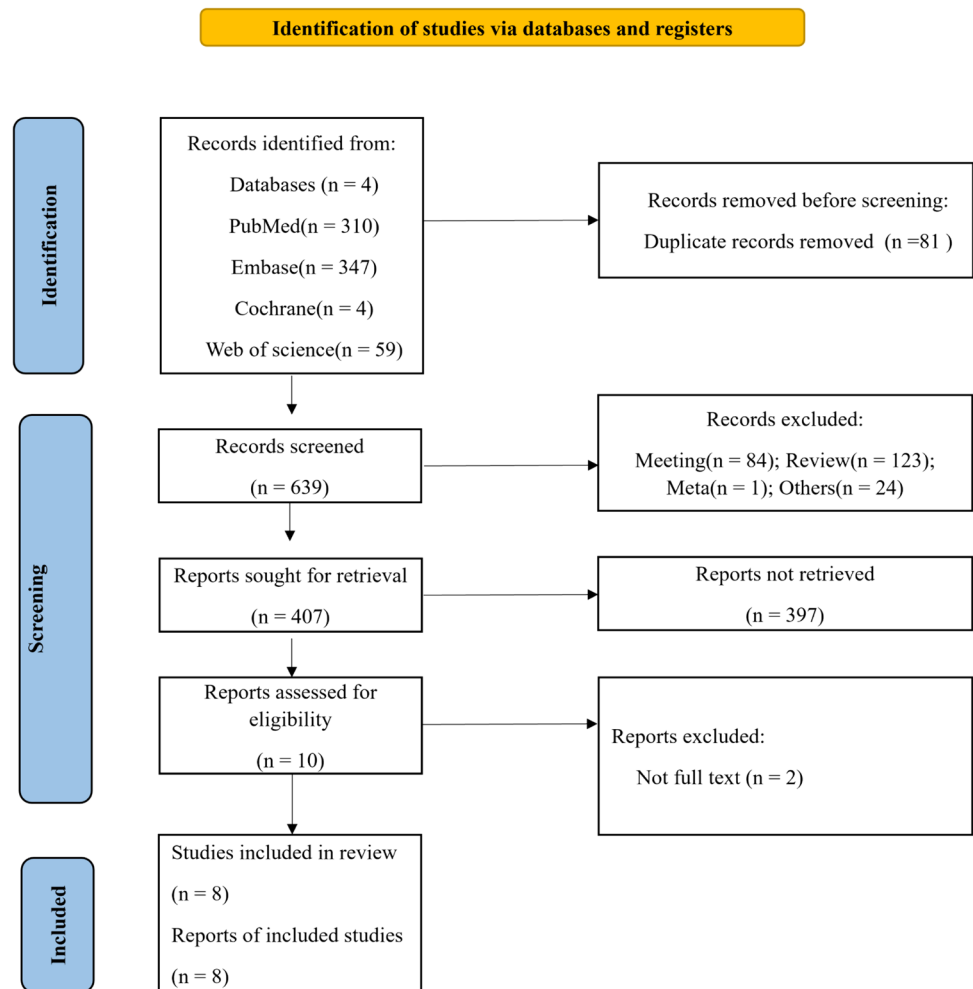 Identification of studies via databases and registers
Identification
Records identified from:
Databases (n = 4)
PubMed(n = 310)
Embase(n = 347)
Cochrane(n = 4)
Web of science(n = 59)
Records removed before screening:
Duplicate records removed (n =81 )
Screening
Records screened
(n = 639)
Records excluded:
Meeting(n = 84); Review(n = 123);
Meta(n = 1); Others(n = 24)
Reports sought for retrieval
(n = 407)
Reports not retrieved
(n = 397)
Reports assessed for
eligibility
(n = 10)
Reports excluded:
Not full text (n = 2)
Included
Studies included in review
(n = 8)
Reports of included studies
(n = 8)